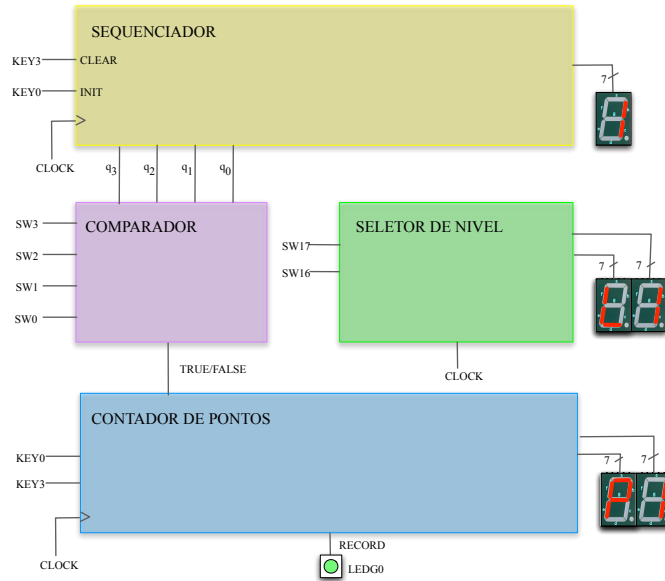 SEQUENCIADOR
KEY3 CLEAR
7
KEY0 INIT
CLOCK q3 q2 q1 q0
COMPARADOR
SW3
SW2
SW1
SW0
SELETOR DE NIVEL
SW17
SW16
7 7
CLOCK
TRUE/FALSE
CONTADOR DE PONTOS
KEY0
KEY3
7 7
CLOCK
RECORD
LEDG0